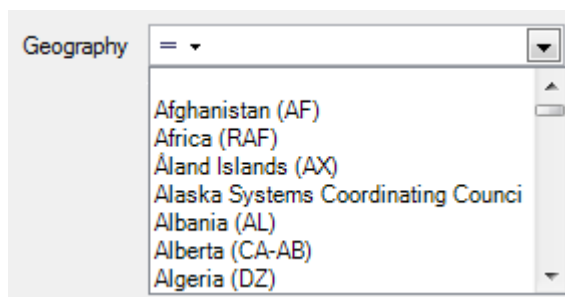 Geography =
Afghanistan (AF)
Africa (RAF)
Åland Islands (AX)
Alaska Systems Coordinating Counci
Albania (AL)
Alberta (CA-AB)
Algeria (DZ)